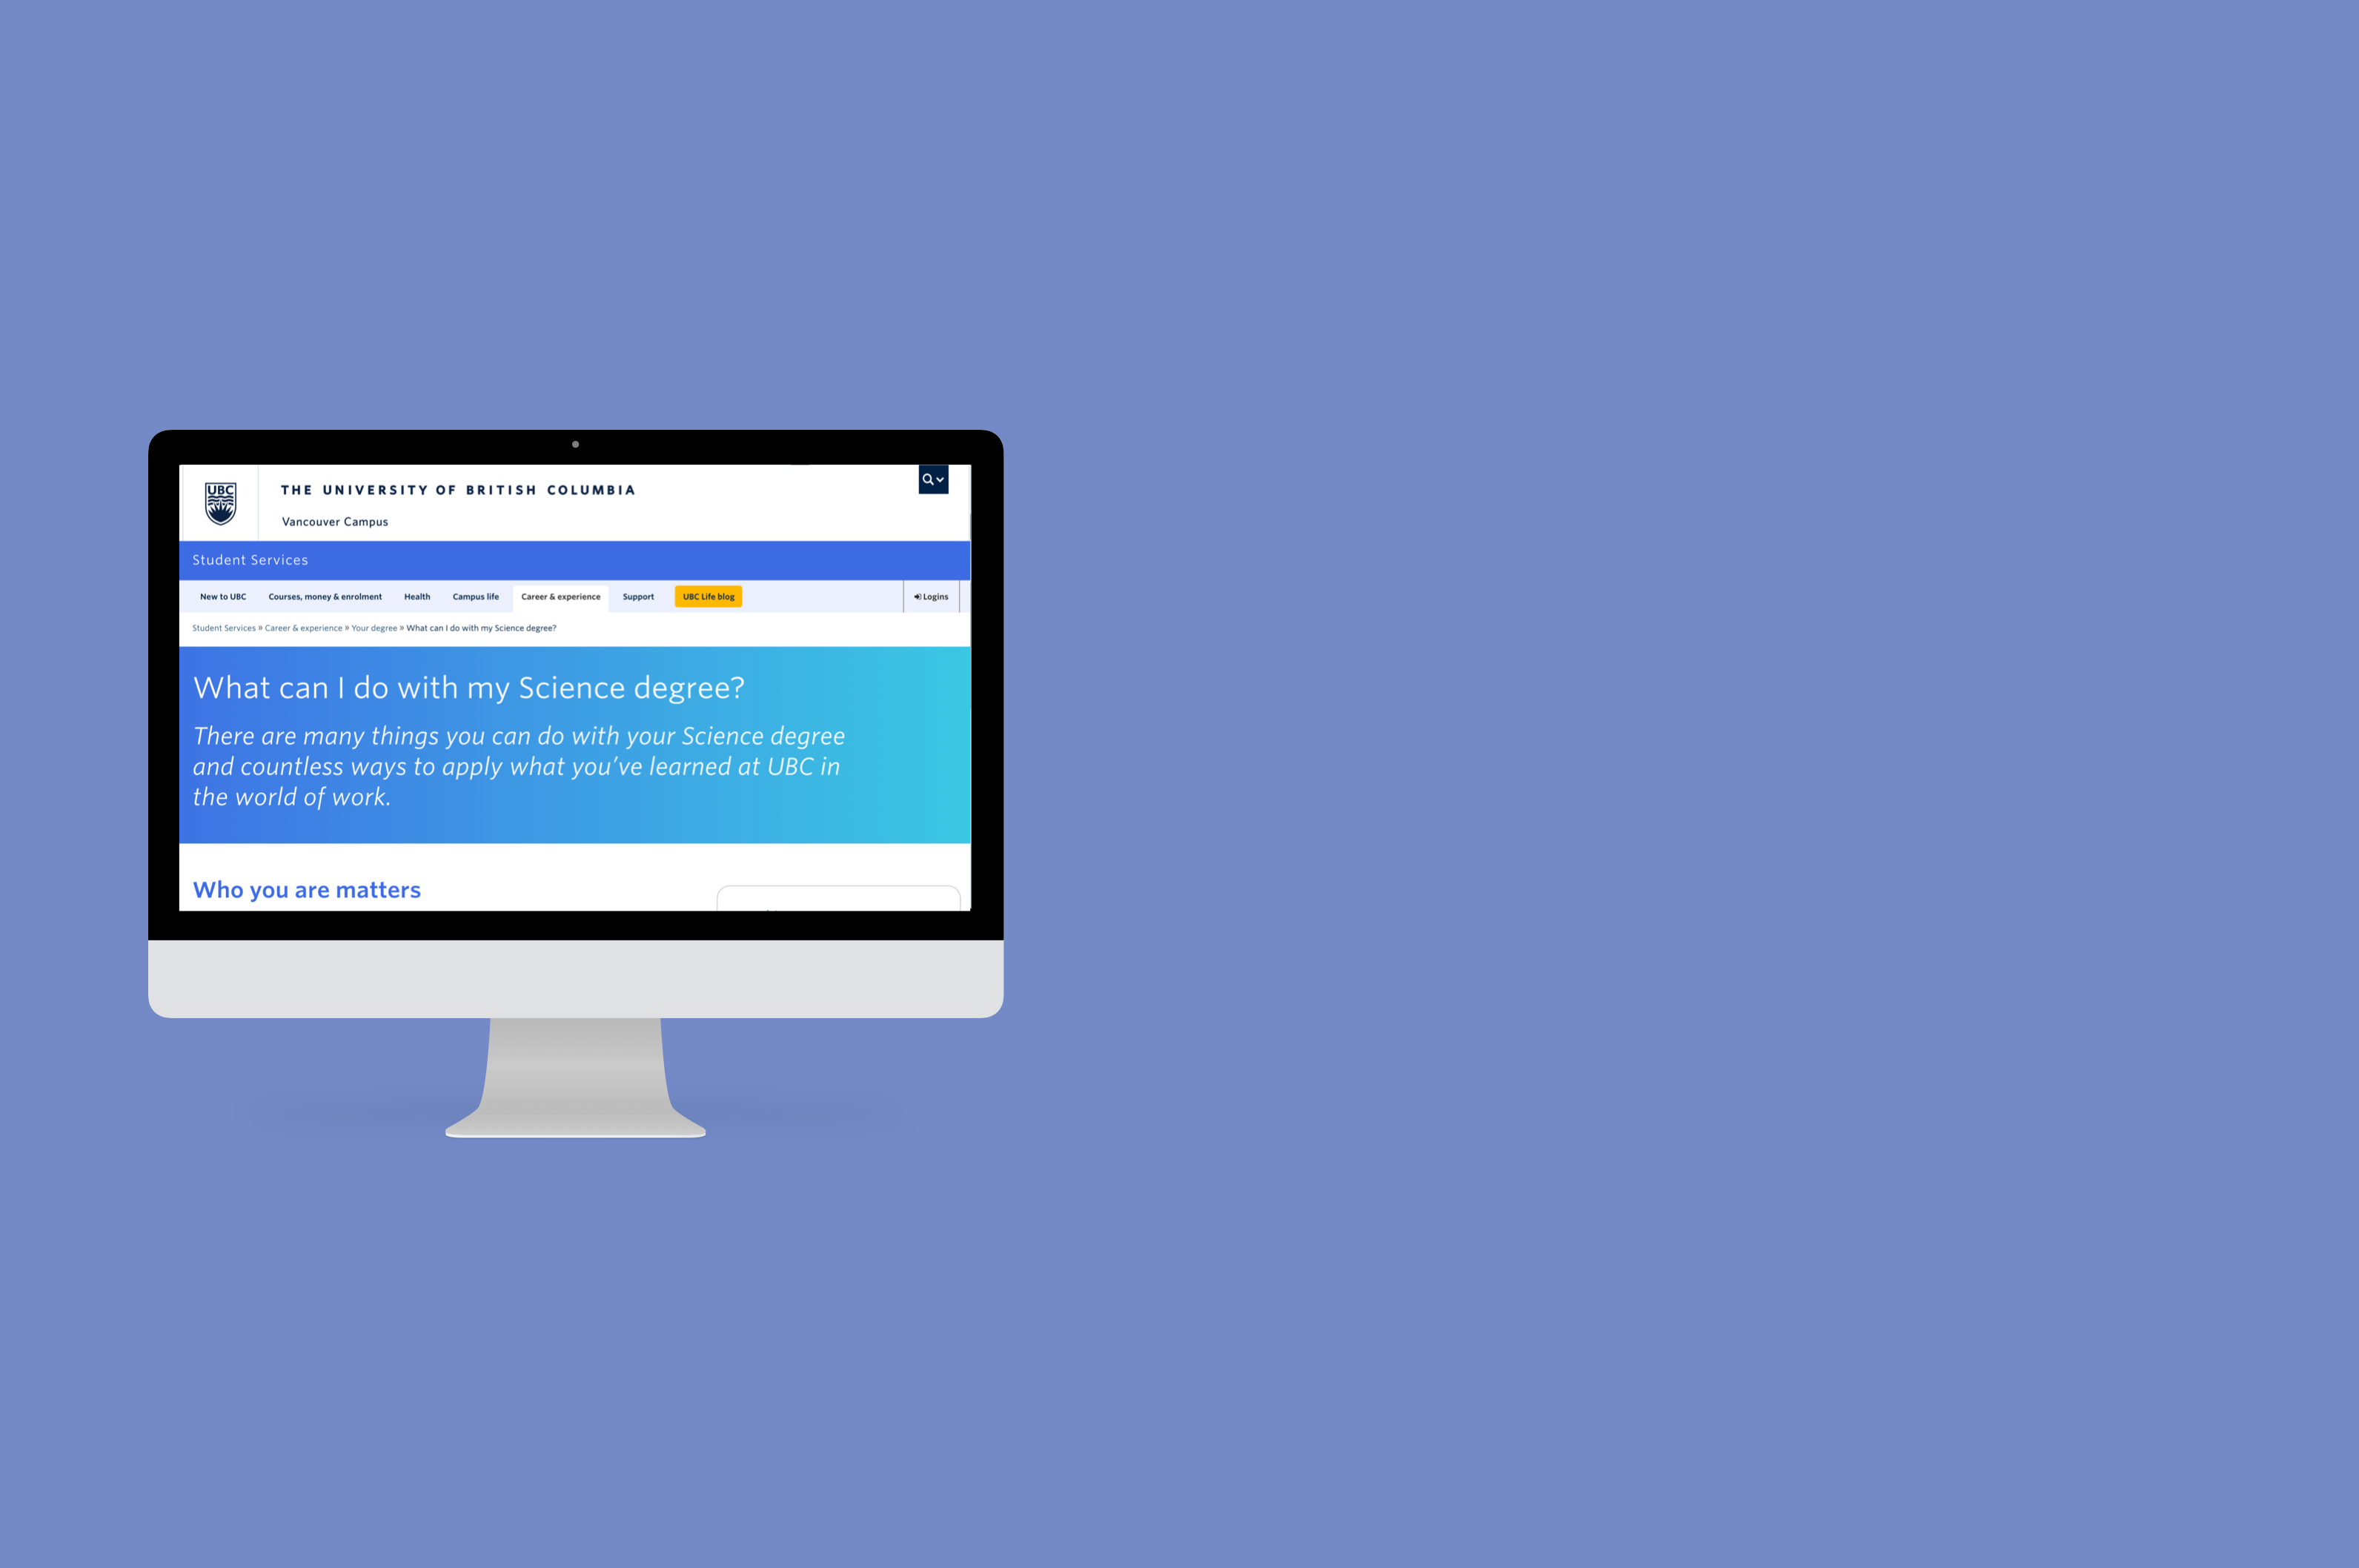 UBC
THE UNIVERSITY OF BRITISH COLUMBIA
Vancouver Campus
Student Services
New to UBC Courses, money & enrolment Health Campus life Career & experience Support UBC Life blog Logins
Student Services » Career & experience » Your degree » What can I do with my Science degree?
What can I do with my Science degree?
There are many things you can do with your Science degree
and countless ways to apply what you've learned at UBC in
the world of work.
Who you are matters